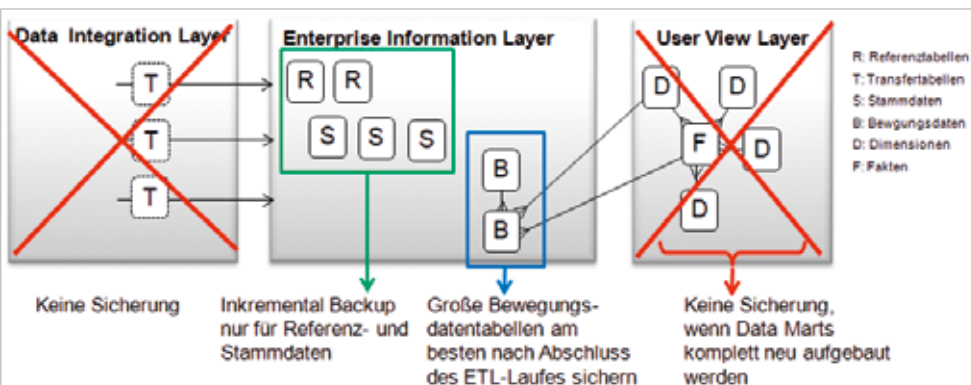 Data Integration Layer
Enterprise Information Layer
User View Layer
T
T
T
R R
S S S
B
B
D D
F D
D
R: Referenztabellen
T: Transfertabellen
S: Stammdaten
B: Bewgungsdaten
D: Dimensionen
F: Fakten
Keine Sicherung
Inkremental Backup
nur für Referenz- und
Stammdaten
Große Bewegungs-
datentabellen am
besten nach Abschluss
des ETL-Laufes sichern
Keine Sicherung,
wenn Data Marts
komplett neu aufgebaut
werden